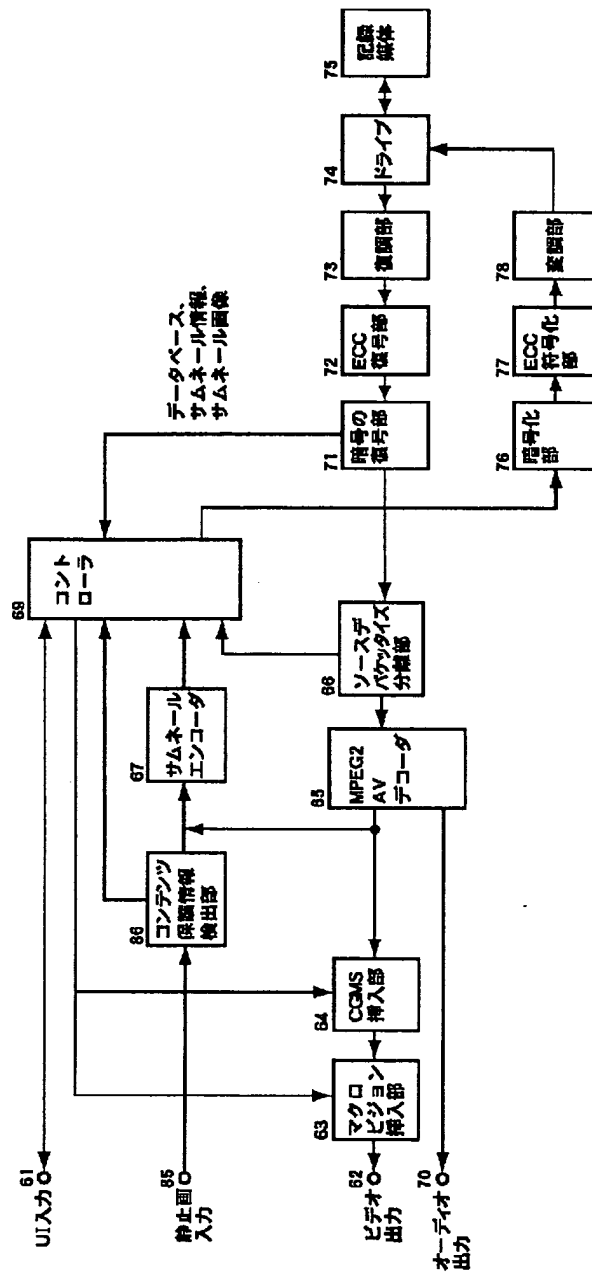 61
UI入力
85
静止画
入力
62
ビデオ
出力
70
オーディオ
出力
63
マクロ
ビジョン
挿入部
64
CGMS
挿入部
86
コンテンツ
保護情報
検出部
67
サムネール
エンコーダ
65
MPEG2
AV
デコーダ
66
ソースデ
パケッタイズ
分離部
69
コント
ローラ
データベース、
サムネール情報、
サムネール画像
71
暗号の
復号部
72
ECC
復号部
73
復調部
74
ドライブ
75
記録
媒体
76
暗号化
部
77
ECC
符号化
部
78
変調部